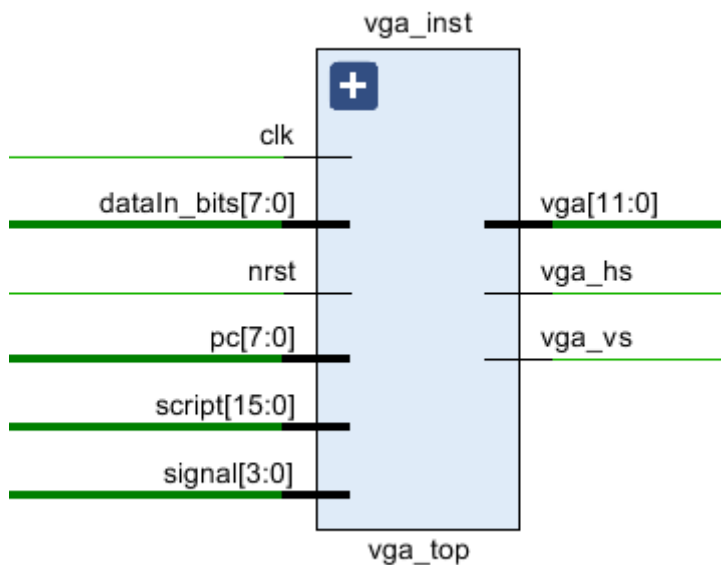 vga_inst
clk
dataIn_bits[7:0]
vga[11:0]
nrst
vga_hs
pc[7:0]
vga_vs
script[15:0]
signal[3:0]
vga_top